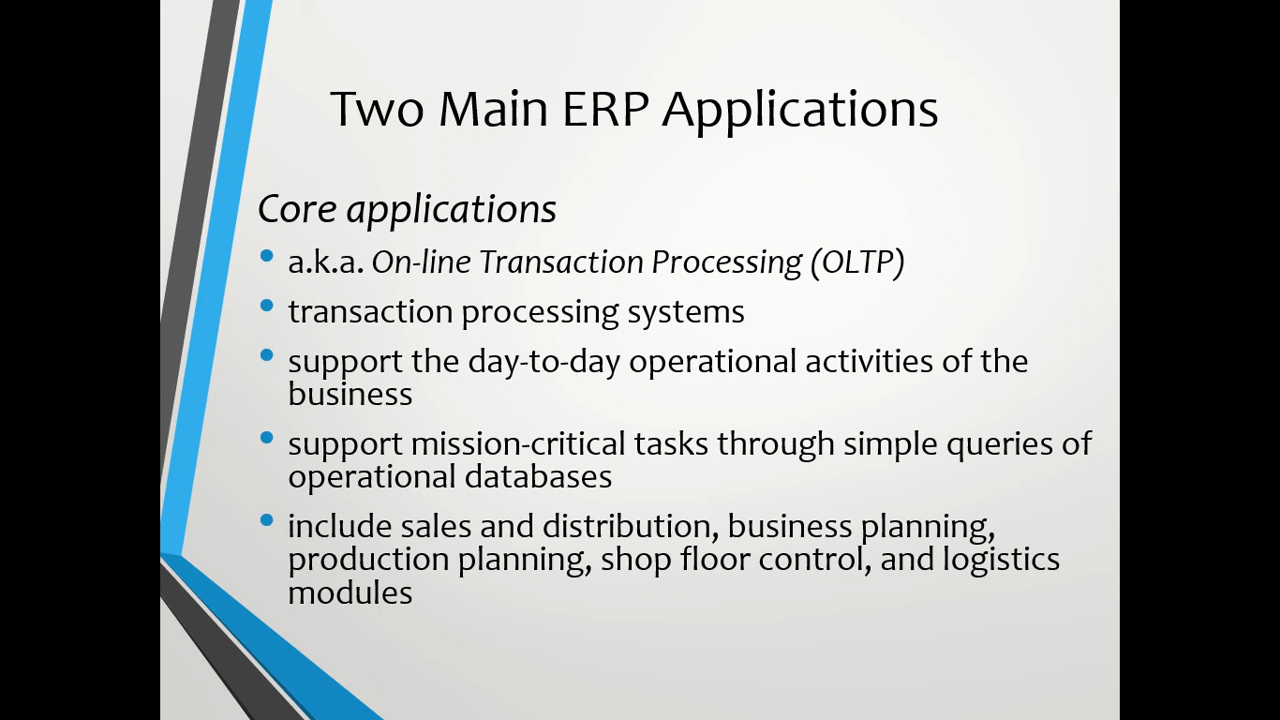 Two Main ERP Applications
Core applications
• a.k.a. On-line Transaction Processing (OLTP)
• transaction processing systems
• support the day-to-day operational activities of the
business
• support mission-critical tasks through simple queries of
operational databases
• include sales and distribution, business planning,
production planning, shop floor control, and logistics
modules